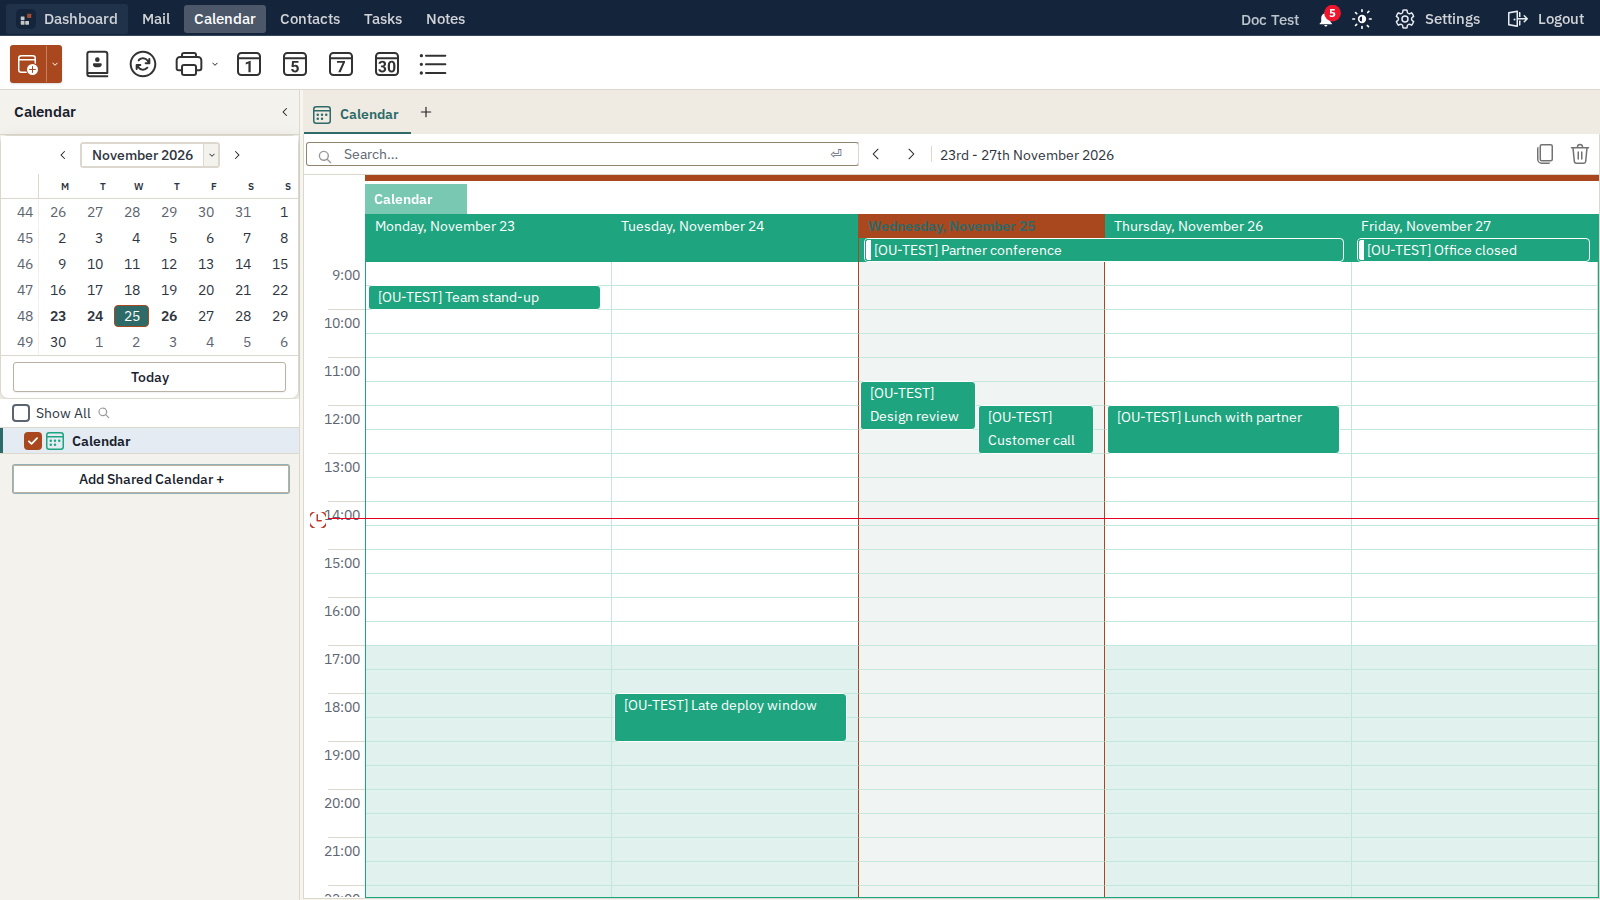 Dashboard Mail Calendar Contacts Tasks Notes Doc Test 5 Settings Logout
1 5 7 30
Calendar
Calendar
November 2026
Search...
23rd - 27th November 2026
M T W T F S S
44 26 27 28 29 30 31 1
45 2 3 4 5 6 7 8
46 9 10 11 12 13 14 15
47 16 17 18 19 20 21 22
48 23 24 25 26 27 28 29
49 30 1 2 3 4 5 6
Today
Show All
Calendar
Add Shared Calendar +
Calendar
Monday, November 23 Tuesday, November 24 Wednesday, November 25 Thursday, November 26 Friday, November 27
[OU-TEST] Partner conference [OU-TEST] Office closed
9:00
[OU-TEST] Team stand-up
10:00
11:00
[OU-TEST]
Design review
12:00
[OU-TEST]
Customer call
[OU-TEST] Lunch with partner
13:00
14:00
15:00
16:00
17:00
18:00
[OU-TEST] Late deploy window
19:00
20:00
21:00